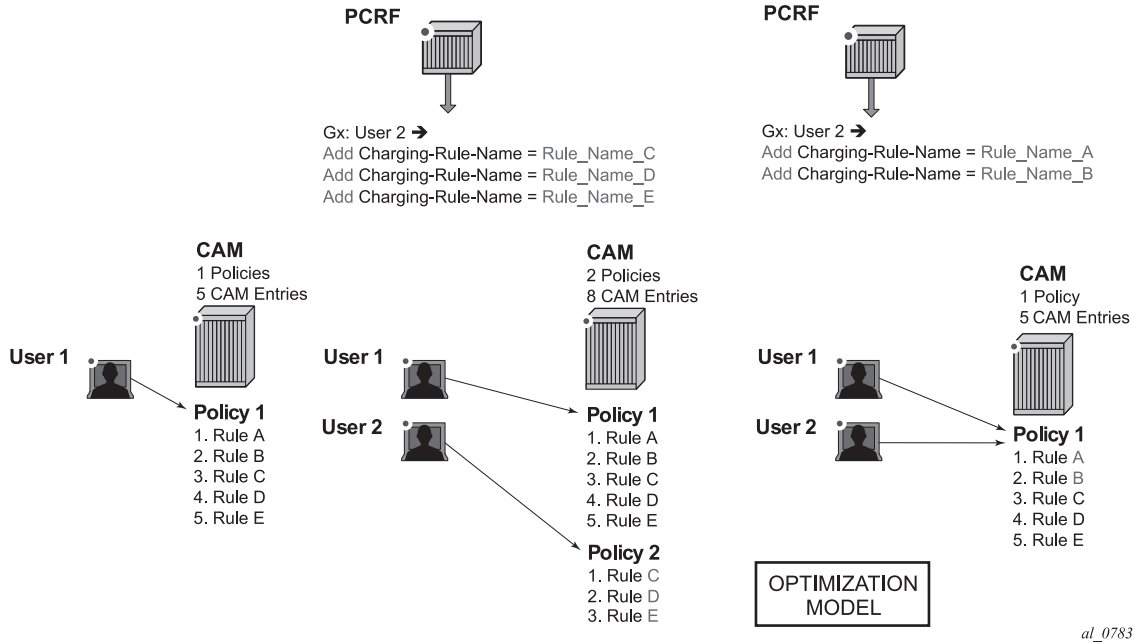 PCRF
Gx: User 2 ➔
Add Charging-Rule-Name = Rule_Name_C
Add Charging-Rule-Name = Rule_Name_D
Add Charging-Rule-Name = Rule_Name_E
PCRF
Gx: User 2 ➔
Add Charging-Rule-Name = Rule_Name_A
Add Charging-Rule-Name = Rule_Name_B
CAM
1 Policies
5 CAM Entries
User 1
Policy 1
1. Rule A
2. Rule B
3. Rule C
4. Rule D
5. Rule E
CAM
2 Policies
8 CAM Entries
User 1
User 2
Policy 1
1. Rule A
2. Rule B
3. Rule C
4. Rule D
5. Rule E
Policy 2
1. Rule C
2. Rule D
3. Rule E
CAM
1 Policy
5 CAM Entries
User 1
User 2
Policy 1
1. Rule A
2. Rule B
3. Rule C
4. Rule D
5. Rule E
OPTIMIZATION
MODEL
al_0783